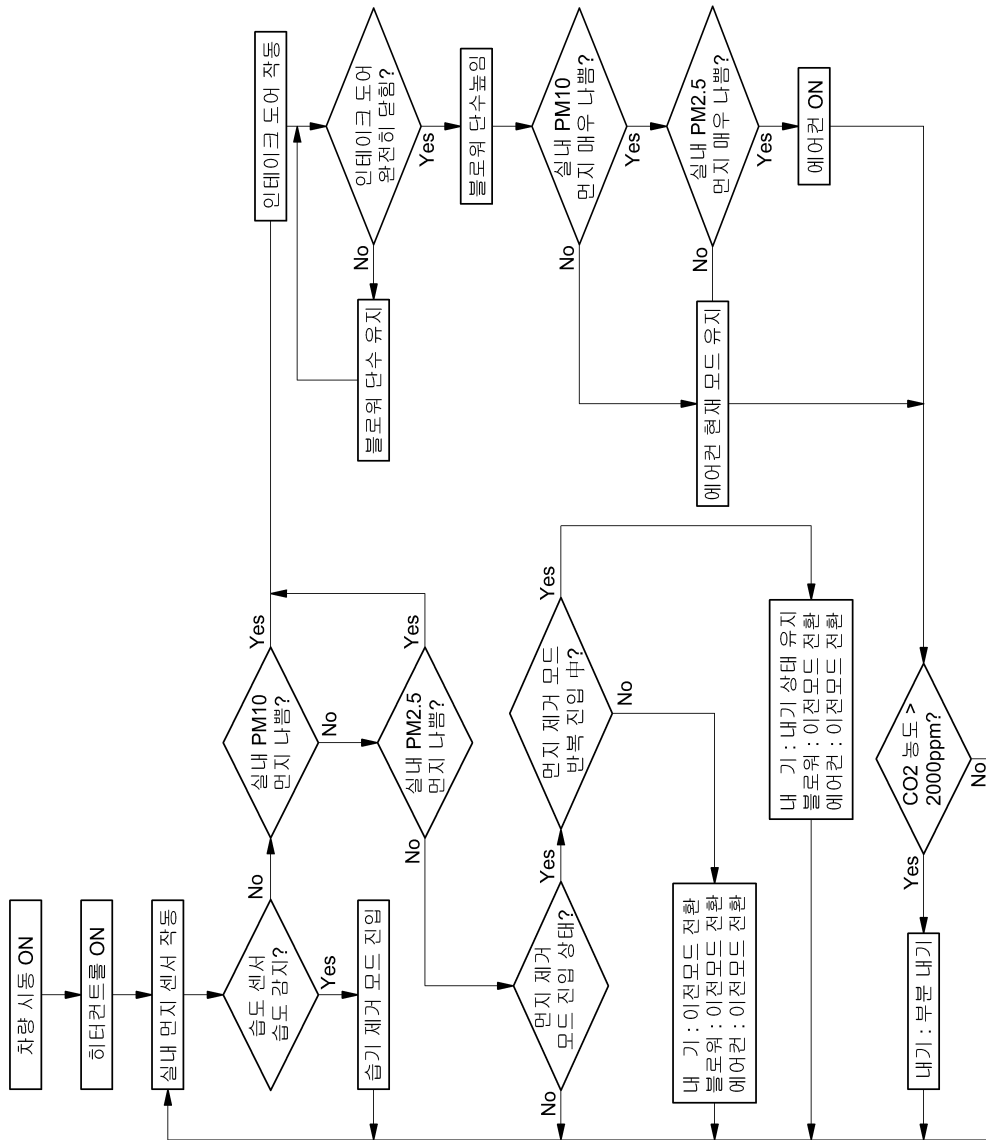 차량 시동 ON
히터컨트롤 ON
실내 먼지 센서 작동
습도 센서
습도 감지?
No
Yes
습기 제거 모드 진입
실내 PM10
먼지 나쁨?
Yes
No
실내 PM2.5
먼지 나쁨?
Yes
No
먼지 제거
모드 진입 상태?
Yes
No
먼지 제거 모드
반복 진입 中?
Yes
No
내 기 : 이전모드 전환
블로워 : 이전모드 전환
에어컨 : 이전모드 전환
내 기 : 내기 상태 유지
블로워 : 이전모드 전환
에어컨 : 이전모드 전환
인테이크 도어 작동
인테이크 도어
완전히 닫힘?
No
Yes
블로워 단수 유지
블로워 단수높임
실내 PM10
먼지 매우 나쁨?
No
Yes
실내 PM2.5
먼지 매우 나쁨?
No
Yes
에어컨 현재 모드 유지
에어컨 ON
CO2 농도 >
2000ppm?
Yes
No
내기 : 부분 내기